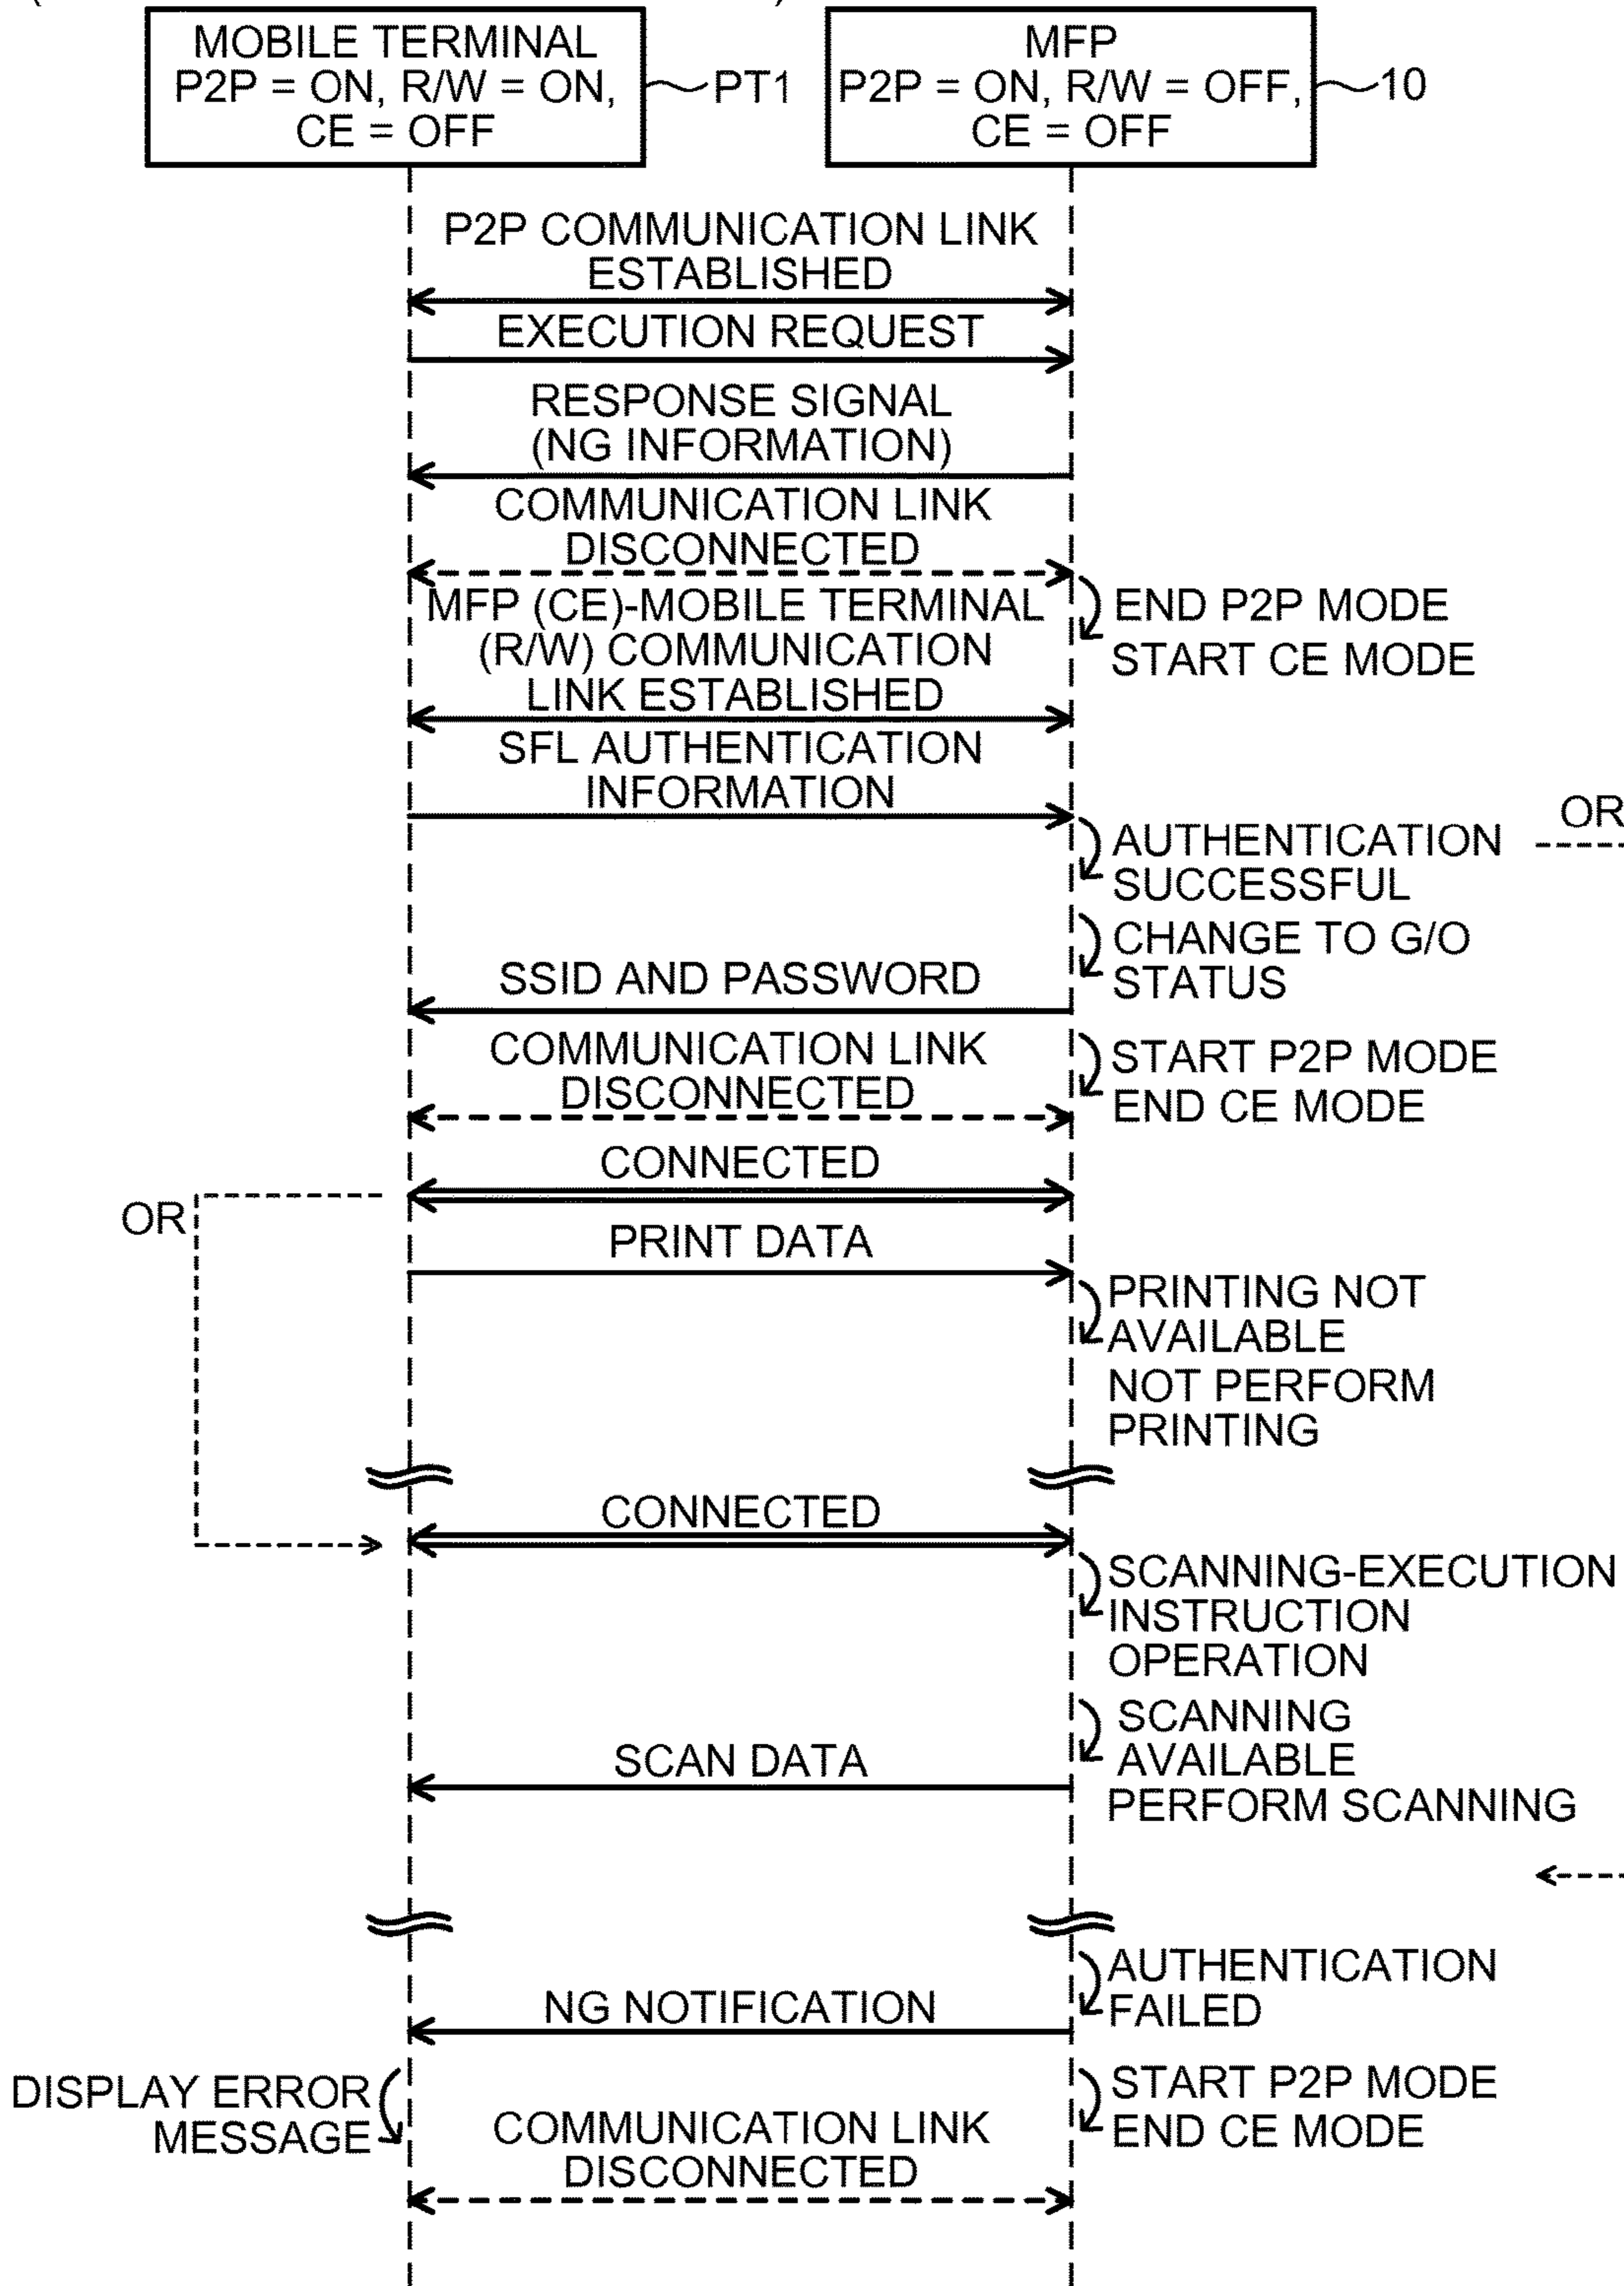 MOBILE TERMINAL
P2P = ON, R/W = ON,
CE = OFF
PT1
MFP
P2P = ON, R/W = OFF,
CE = OFF
10
P2P COMMUNICATION LINK
ESTABLISHED
EXECUTION REQUEST
RESPONSE SIGNAL
(NG INFORMATION)
COMMUNICATION LINK
DISCONNECTED
END P2P MODE
START CE MODE
MFP (CE)-MOBILE TERMINAL
(R/W) COMMUNICATION
LINK ESTABLISHED
SFL AUTHENTICATION
INFORMATION
OR
AUTHENTICATION
SUCCESSFUL
CHANGE TO G/O
STATUS
SSID AND PASSWORD
START P2P MODE
END CE MODE
COMMUNICATION LINK
DISCONNECTED
CONNECTED
OR
PRINT DATA
PRINTING NOT
AVAILABLE
NOT PERFORM
PRINTING
CONNECTED
SCANNING-EXECUTION
INSTRUCTION
OPERATION
SCANNING
AVAILABLE
PERFORM SCANNING
SCAN DATA
AUTHENTICATION
FAILED
NG NOTIFICATION
DISPLAY ERROR
MESSAGE
START P2P MODE
END CE MODE
COMMUNICATION LINK
DISCONNECTED